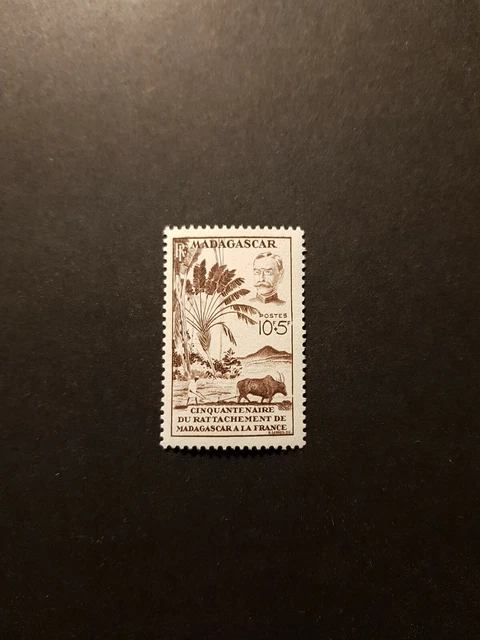 RF MADAGASCAR
POSTES
10F+5F
CINQUANTENAIRE
DU RATTACHEMENT DE
MADAGASCAR A LA FRANCE